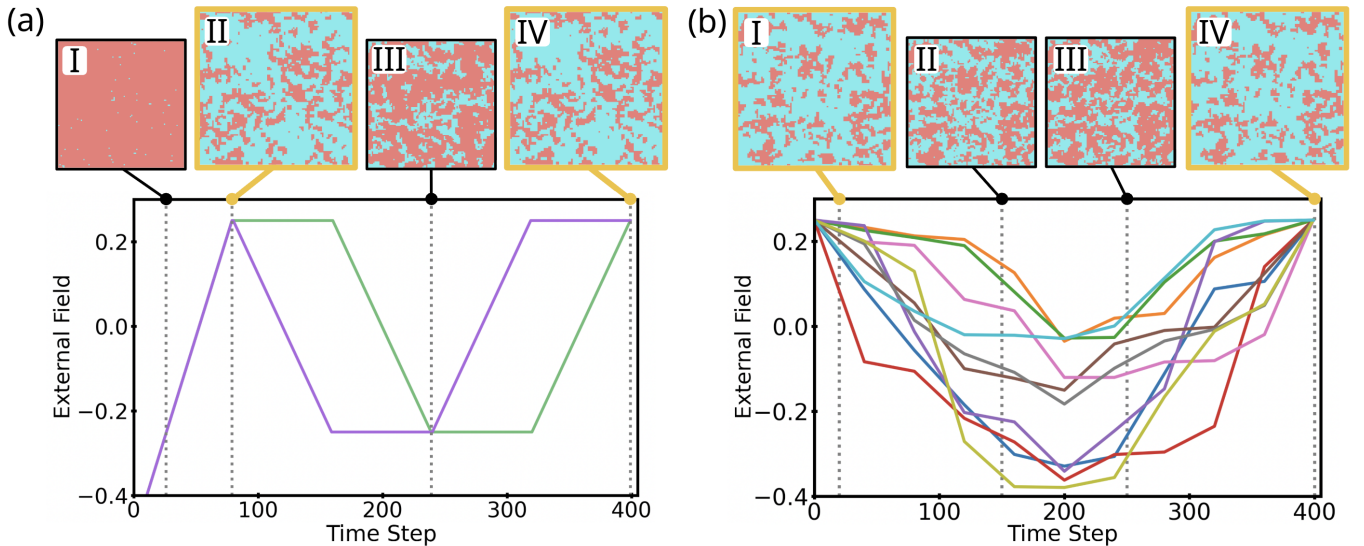 (a)
I
II
III
IV
0.2
0.0
−0.2
−0.4
External Field
0
100
200
300
400
Time Step
(b)
I
II
III
IV
0.2
0.0
−0.2
−0.4
External Field
0
100
200
300
400
Time Step